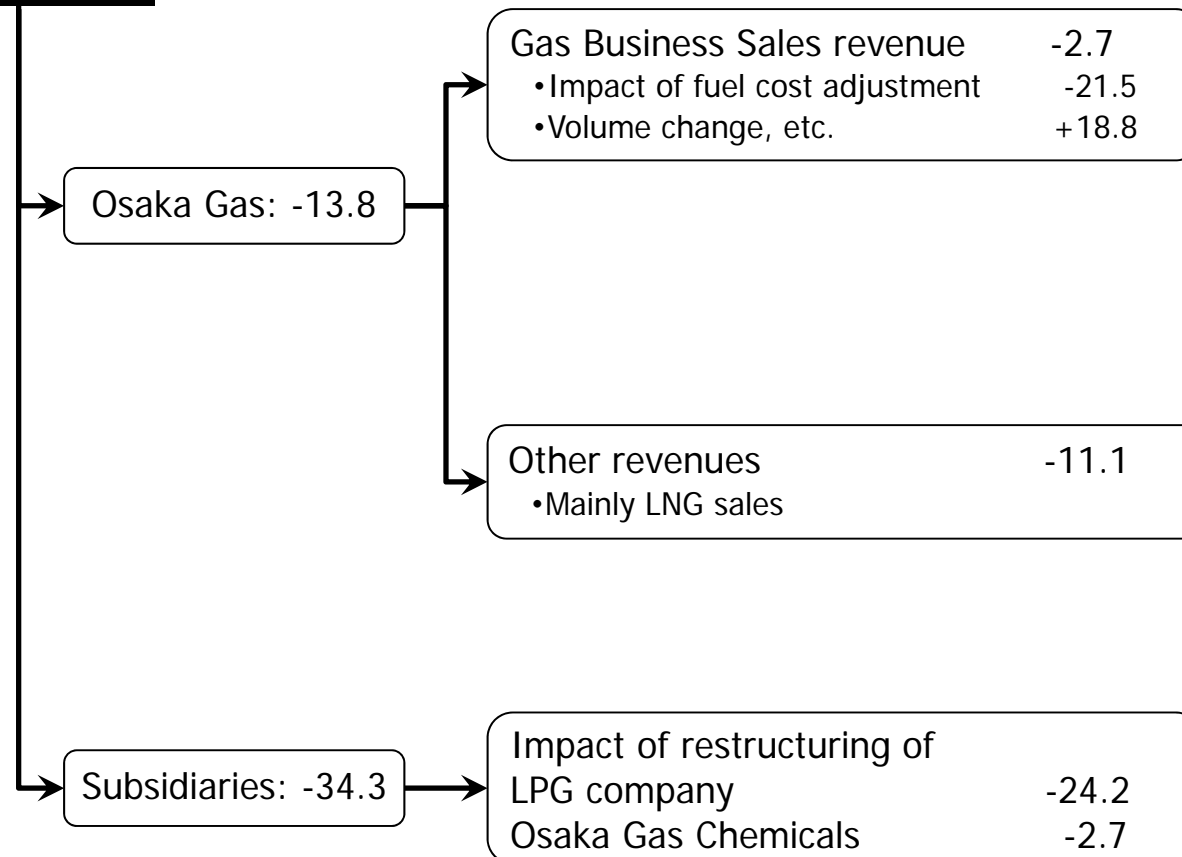 Gas Business Sales revenue -2.7
•Impact of fuel cost adjustment -21.5
•Volume change, etc. +18.8
Osaka Gas: -13.8
Other revenues -11.1
•Mainly LNG sales
Impact of restructuring of
LPG company -24.2
Subsidiaries: -34.3
Osaka Gas Chemicals -2.7